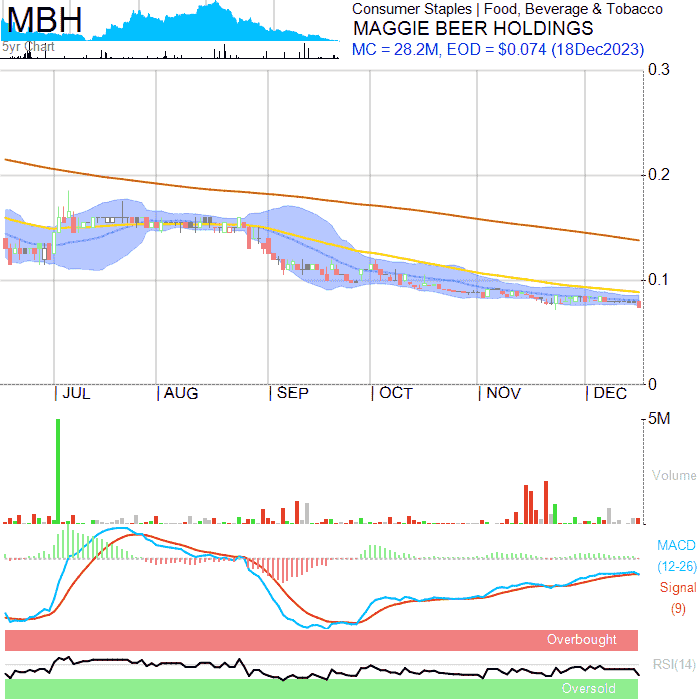 MBH
5yr Chart
Consumer Staples | Food, Beverage & Tobacco
MAGGIE BEER HOLDINGS
MC = 28.2M, EOD = $0.074 (18Dec2023)
0.3
0.2
0.1
0
JUL AUG SEP OCT NOV DEC
5M
Volume
MACD
(12-26)
Signal
(9)
Overbought
RSI(14)
Oversold